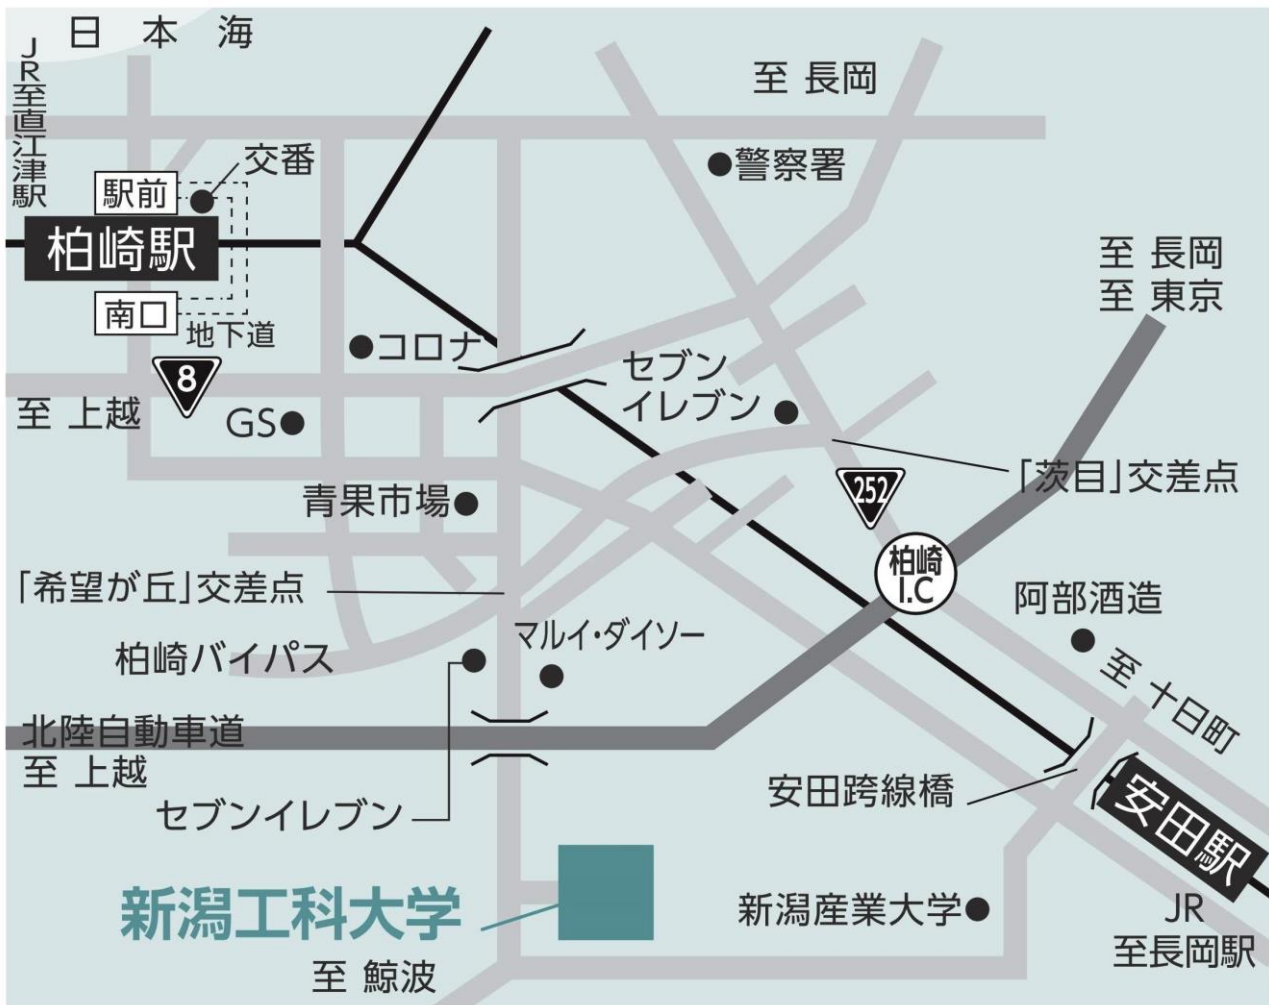 日本海
JR至直江津駅
至 長岡
交番
警察署
駅前
柏崎駅
至 長岡
至 東京
南口
地下道
コロナ
8
セブン
イレブン
至 上越
GS
「茨目」交差点
252
青果市場
柏崎
I.C
「希望が丘」交差点
阿部酒造
マルイ・ダイソー
柏崎バイパス
至 十日町
北陸自動車道
至 上越
安田跨線橋
セブンイレブン
安田駅
新潟工科大学
新潟産業大学
JR
至長岡駅
至 鯨波